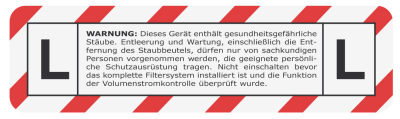 L
WARNUNG: Dieses Gerät enthält gesundheitsgefährliche
Stäube. Entleerung und Wartung, einschließlich die Ent-
fernung des Staubbeutels, dürfen nur von sachkundigen
Personen vorgenommen werden, die geeignete persönli-
che Schutzausrüstung tragen. Nicht einschalten bevor
das komplette Filtersystem installiert ist und die Funktion
der Volumenstromkontrolle überprüft wurde.
L